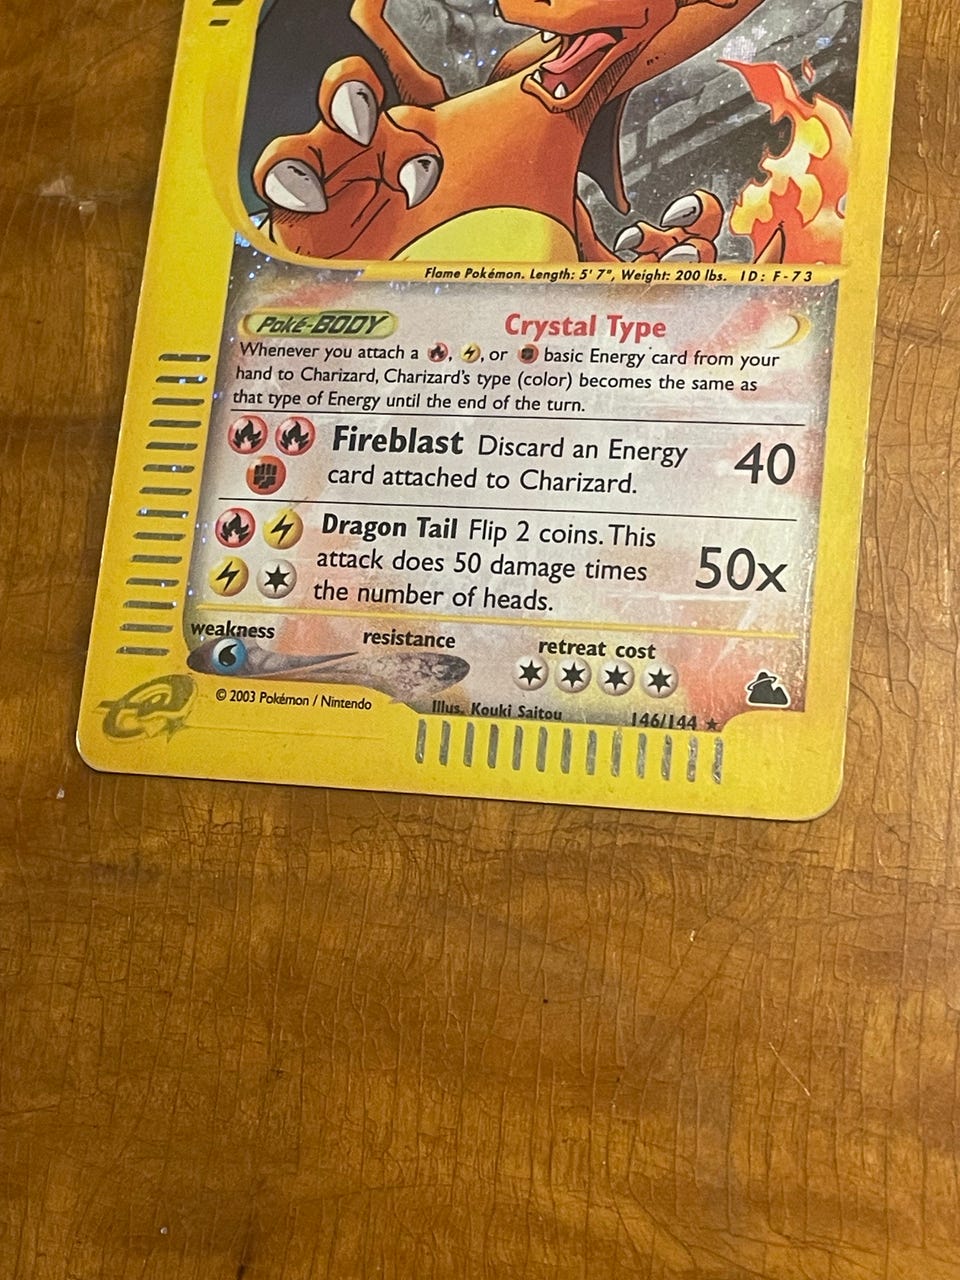 Flame Pokémon. Length: 5' 7", Weight: 200 lbs. ID: F-73
Poké-BODY Crystal Type
Whenever you attach a , , or basic Energy card from your
hand to Charizard, Charizard's type (color) becomes the same as
that type of Energy until the end of the turn.
Fireblast Discard an Energy
card attached to Charizard.
40
Dragon Tail Flip 2 coins. This
attack does 50 damage times
the number of heads.
50x
weakness resistance retreat cost
© 2003 Pokémon / Nintendo
Illus. Kouki Saitou 146/144 ★
e